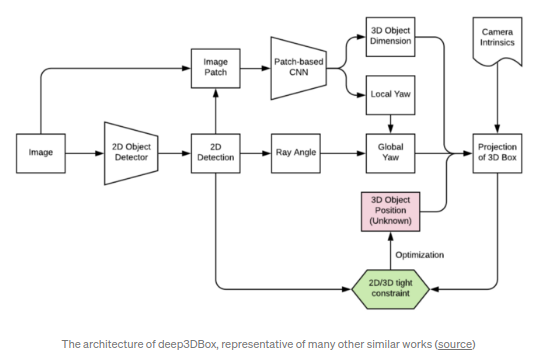 3D Object
Dimension
Camera
Intrinsics
Image
Patch
Patch-based
CNN
Local Yaw
Image
2D Object
Detector
2D
Detection
Ray Angle
Global
Yaw
Projection
of 3D Box
3D Object
Position
(Unknown)
Optimization
2D/3D tight
constraint
The architecture of deep3DBox, representative of many other similar works (source)